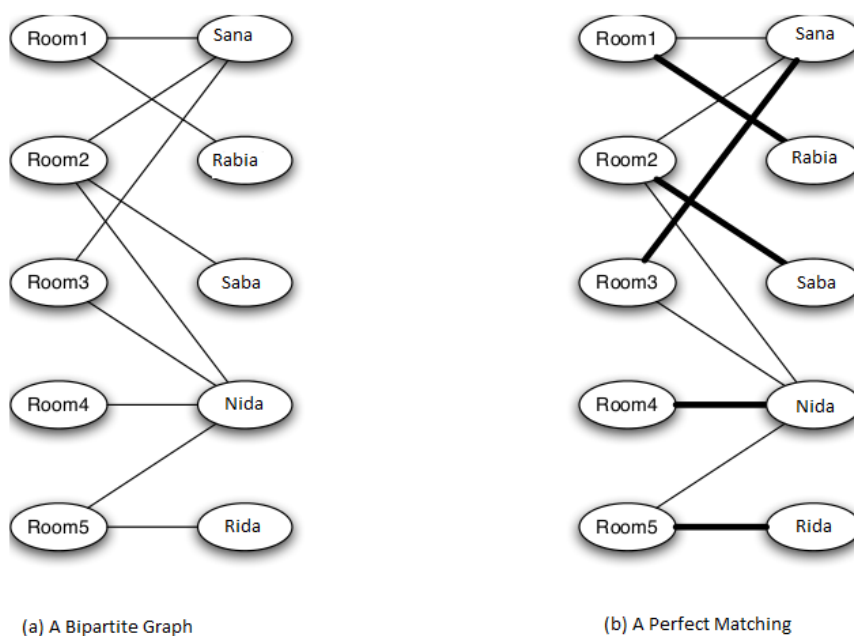 Room1 Sana
Room2 Rabia
Room3 Saba
Room4 Nida
Room5 Rida
(a) A Bipartite Graph
Room1 Sana
Room2 Rabia
Room3 Saba
Room4 Nida
Room5 Rida
(b) A Perfect Matching